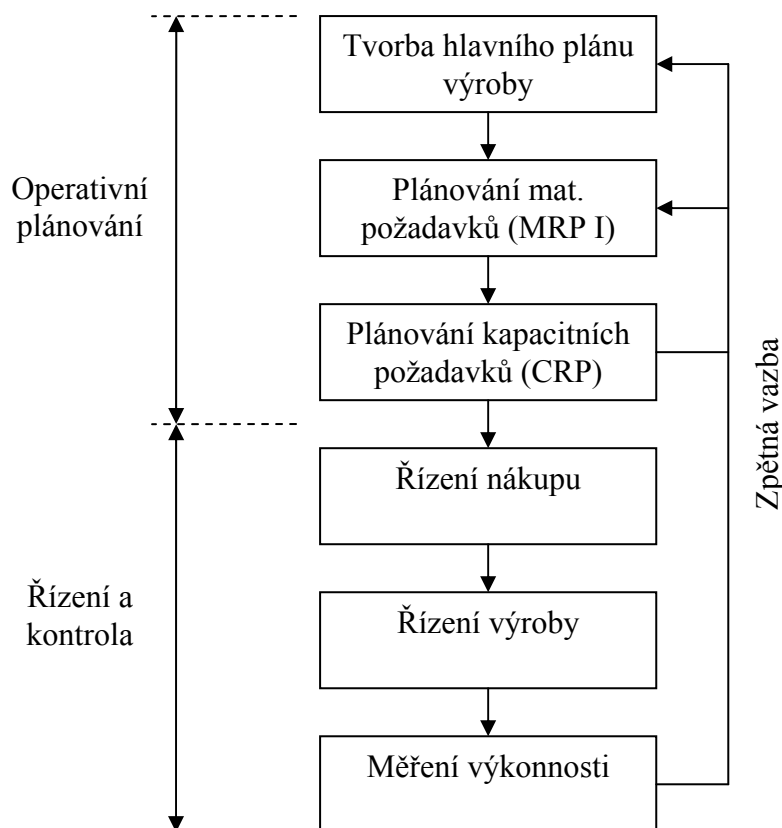 Tvorba hlavního plánu
výroby
Operativní
plánování
Plánování mat.
požadavků (MRP I)
Plánování kapacitních
požadavků (CRP)
Zpětná vazba
Řízení nákupu
Řízení a
kontrola
Řízení výroby
Měření výkonnosti